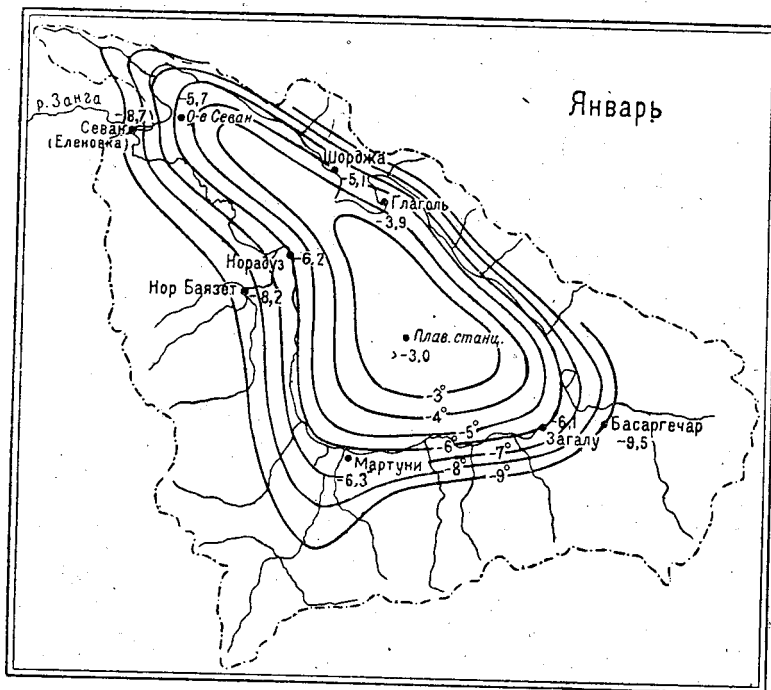 Январь
р. Занга
-8,7
Севан
(Еленовка)
-5,7
О-в Севан
Шорджа
-5,1
Глаголь
-3,9
Норадуз
-6,2
Нор Баязет
-8,2
Плав. станц.
>-3,0
-3°
-4°
-5°
-6°
-7°
-8°
-9°
-6,1
Загалу
Басаргечар
-9,5
Мартуни
-6,3